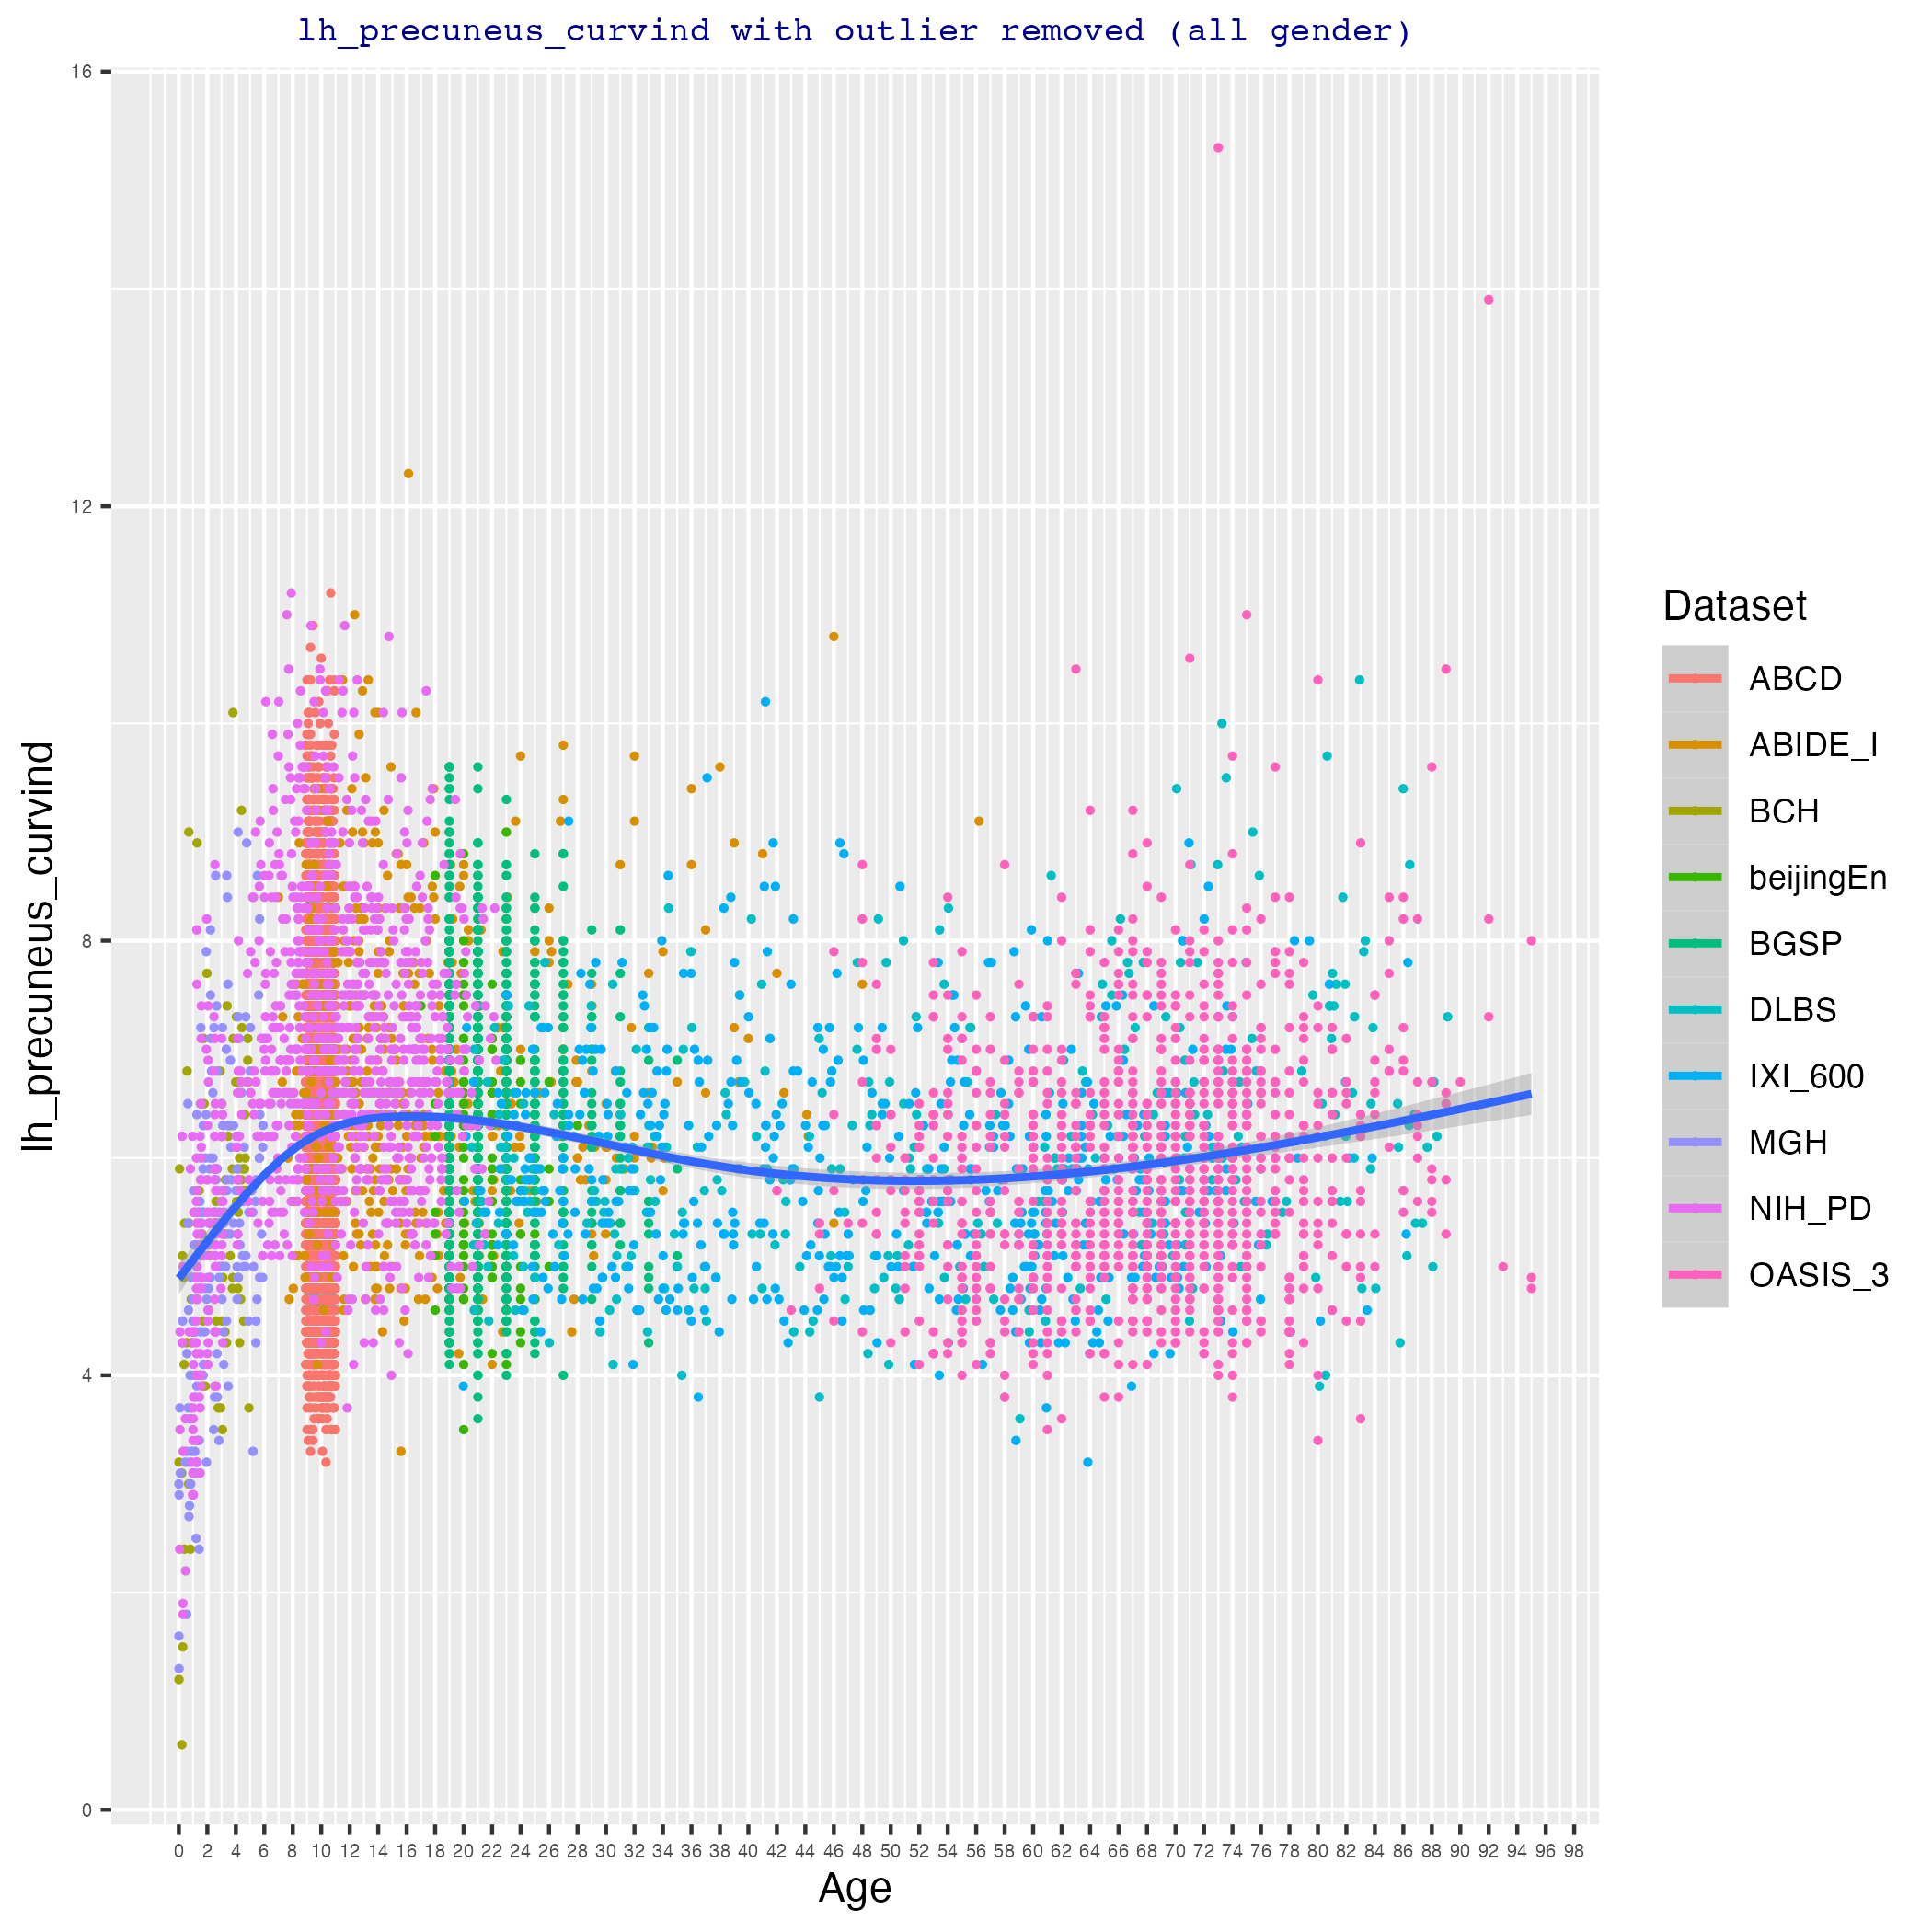 lh_precuneus_curvind with outlier removed (all gender)
16
12
8
4
0
lh_precuneus_curvind
0 2 4 6 8 10 12 14 16 18 20 22 24 26 28 30 32 34 36 38 40 42 44 46 48 50 52 54 56 58 60 62 64 66 68 70 72 74 76 78 80 82 84 86 88 90 92 94 96 98
Age
Dataset
ABCD
ABIDE_I
BCH
beijingEn
BGSP
DLBS
IXI_600
MGH
NIH_PD
OASIS_3